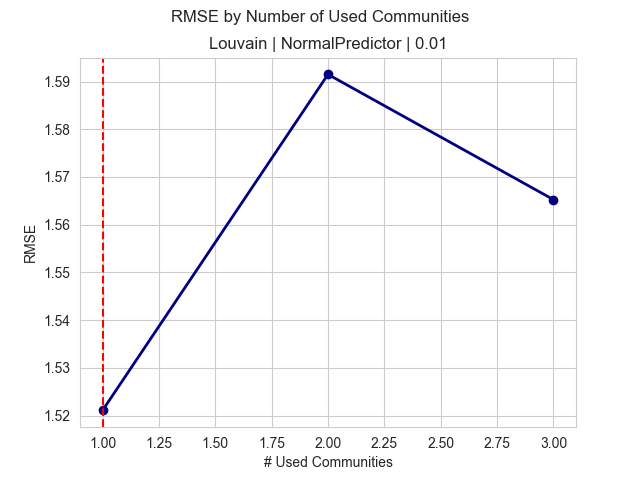 RMSE by Number of Used Communities
Louvain | NormalPredictor | 0.01
1.59
1.58
1.57
1.56
1.55
1.54
1.53
1.52
RMSE
1.00 1.25 1.50 1.75 2.00 2.25 2.50 2.75 3.00
# Used Communities